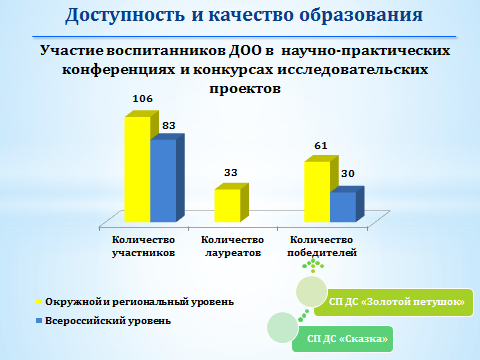 Доступность и качество образования
Участие воспитанников ДОО в научно-практических
конференциях и конкурсах исследовательских
проектов
106
83
33
61
30
Количество
участников
Количество
лауреатов
Количество
победителей
Окружной и региональный уровень
Всероссийский уровень
СП ДС «Золотой петушок»
СП ДС «Сказка»